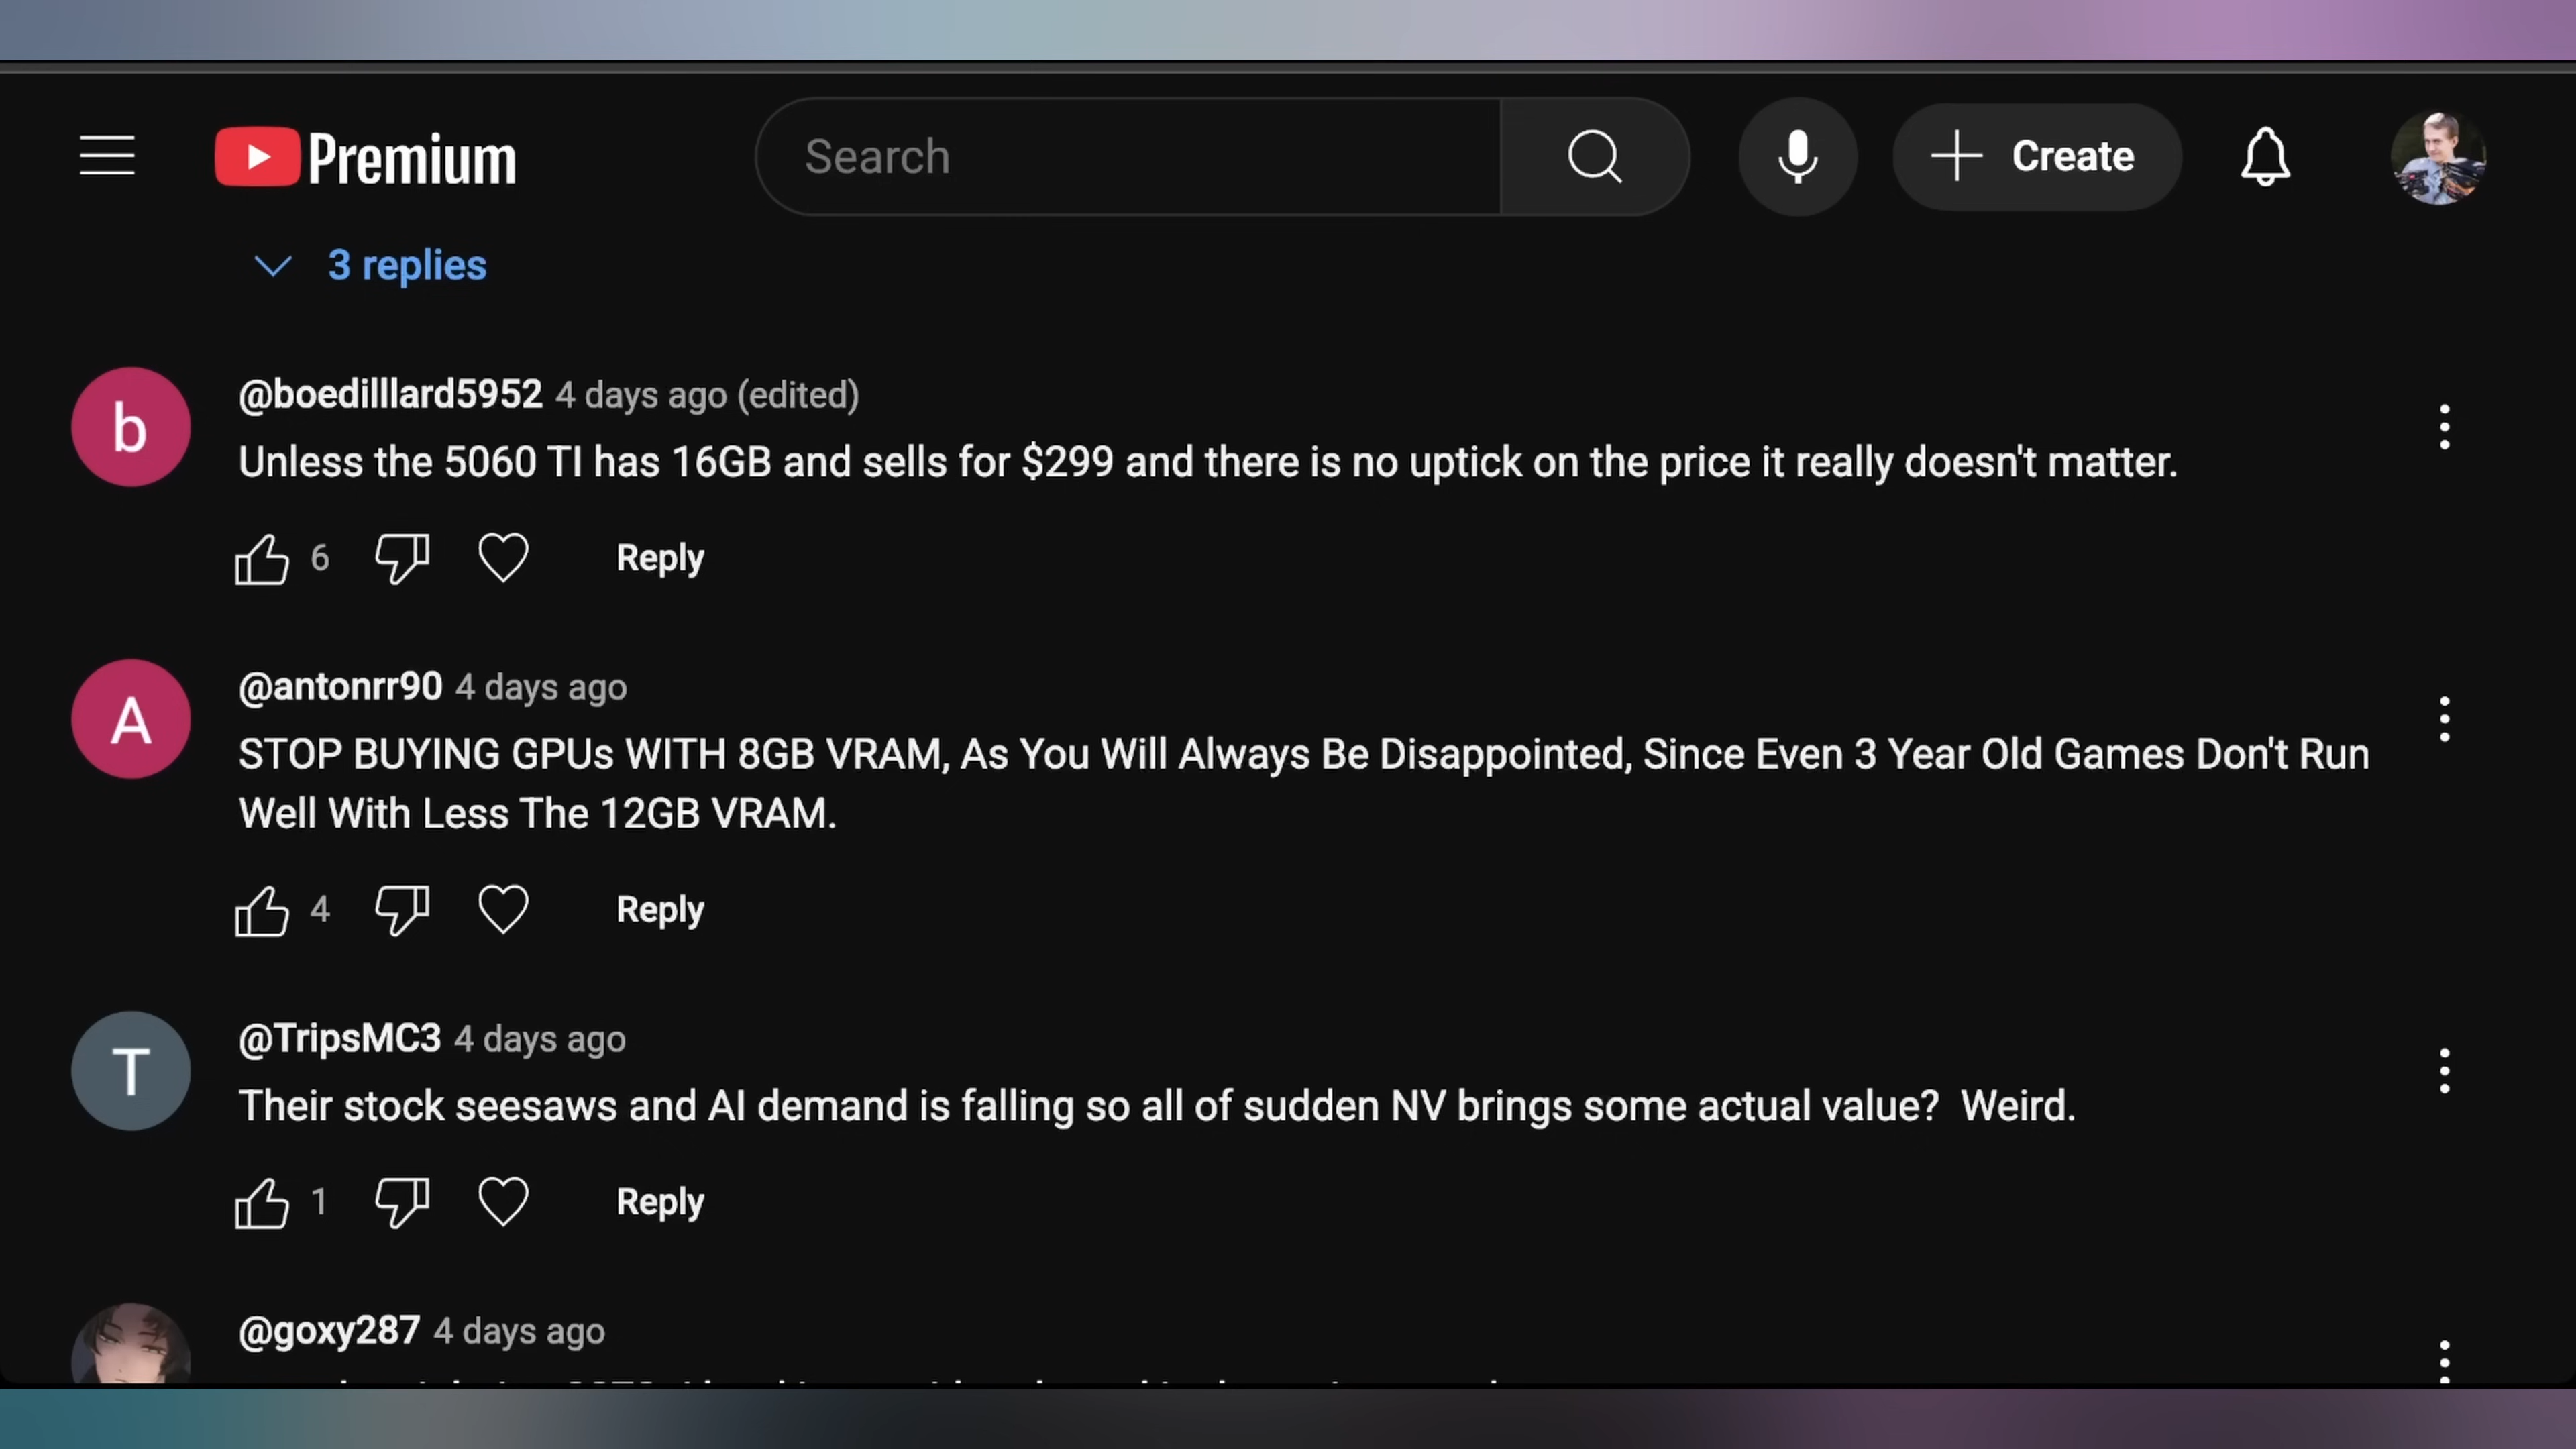 Premium
Search
Create
3 replies
b
@boedilllard5952 4 days ago (edited)
Unless the 5060 TI has 16GB and sells for $299 and there is no uptick on the price it really doesn't matter.
6 Reply
A
@antonrr90 4 days ago
STOP BUYING GPUs WITH 8GB VRAM, As You Will Always Be Disappointed, Since Even 3 Year Old Games Don't Run
Well With Less The 12GB VRAM.
4 Reply
T
@TripsMC3 4 days ago
Their stock seesaws and AI demand is falling so all of sudden NV brings some actual value?  Weird.
1 Reply
@goxy287 4 days ago